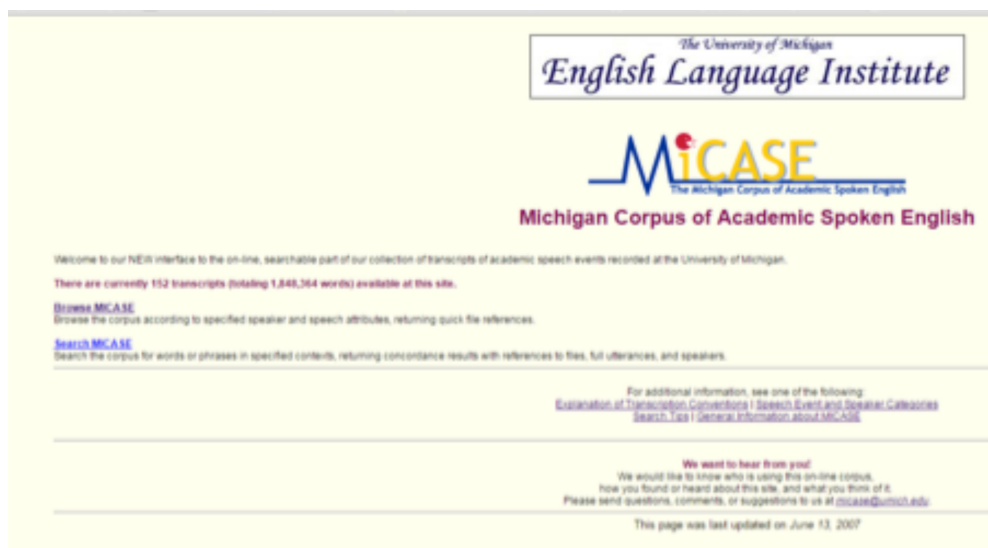 The University of Michigan
English Language Institute
MiCASE
The Michigan Corpus of Academic Spoken English
Michigan Corpus of Academic Spoken English
Welcome to our NEW interface to the on-line, searchable part of our collection of transcripts of academic speech events recorded at the University of Michigan.
There are currently 152 transcripts (totaling 1,848,364 words) available at this site.
Browse MICASE
Browse the corpus according to specified speaker and speech attributes, returning quick file references.
Search MICASE
Search the corpus for words or phrases in specified contexts, returning concordance results with references to files, full utterances, and speakers.
For additional information, see one of the following:
Explanation of Transcription Conventions | Speech Event and Speaker Categories
Search Tips | General Information about MICASE
We want to hear from you!
We would like to know who is using this on-line corpus,
how you found or heard about this site, and what you think of it.
Please send questions, comments, or suggestions to us at micase@umich.edu.
This page was last updated on June 13, 2007